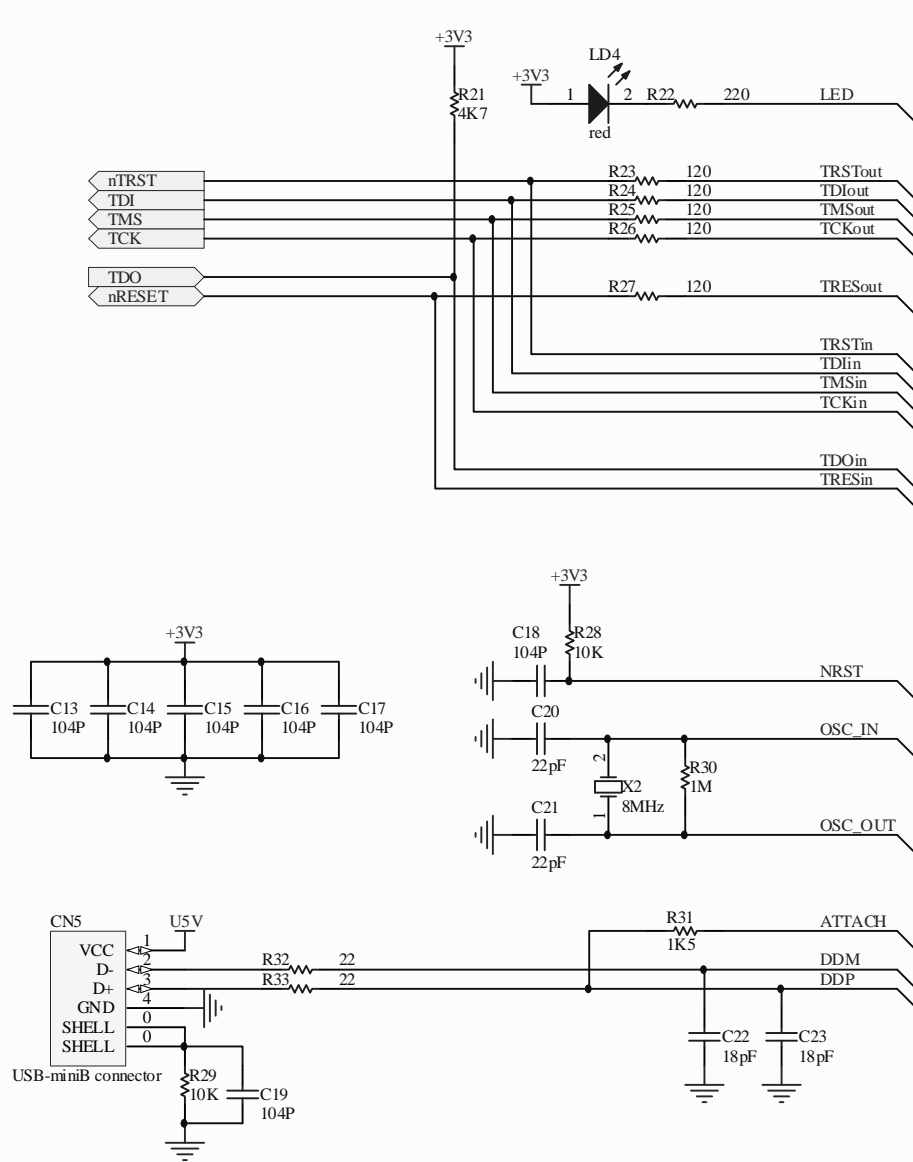 +3V3
LD4
+3V3
1
2
R22
220
LED
R21
4K7
red
nTRST
R23
120
TRSTout
TDI
R24
120
TDIout
TMS
R25
120
TMSout
TCK
R26
120
TCKout
TDO
nRESET
R27
120
TRESout
TRSTin
TDIin
TMSin
TCKin
TDOin
TRESin
+3V3
+3V3
C18
104P
R28
10K
NRST
C13
104P
C14
104P
C15
104P
C16
104P
C17
104P
C20
22pF
OSC_IN
2
X2
8MHz
1
R30
1M
C21
22pF
OSC_OUT
CN5
U5V
R31
1K5
ATTACH
VCC
1
D-
2
R32
22
DDM
D+
3
R33
22
DDP
GND
4
SHELL
0
SHELL
0
USB-miniB connector
R29
10K
C19
104P
C22
18pF
C23
18pF